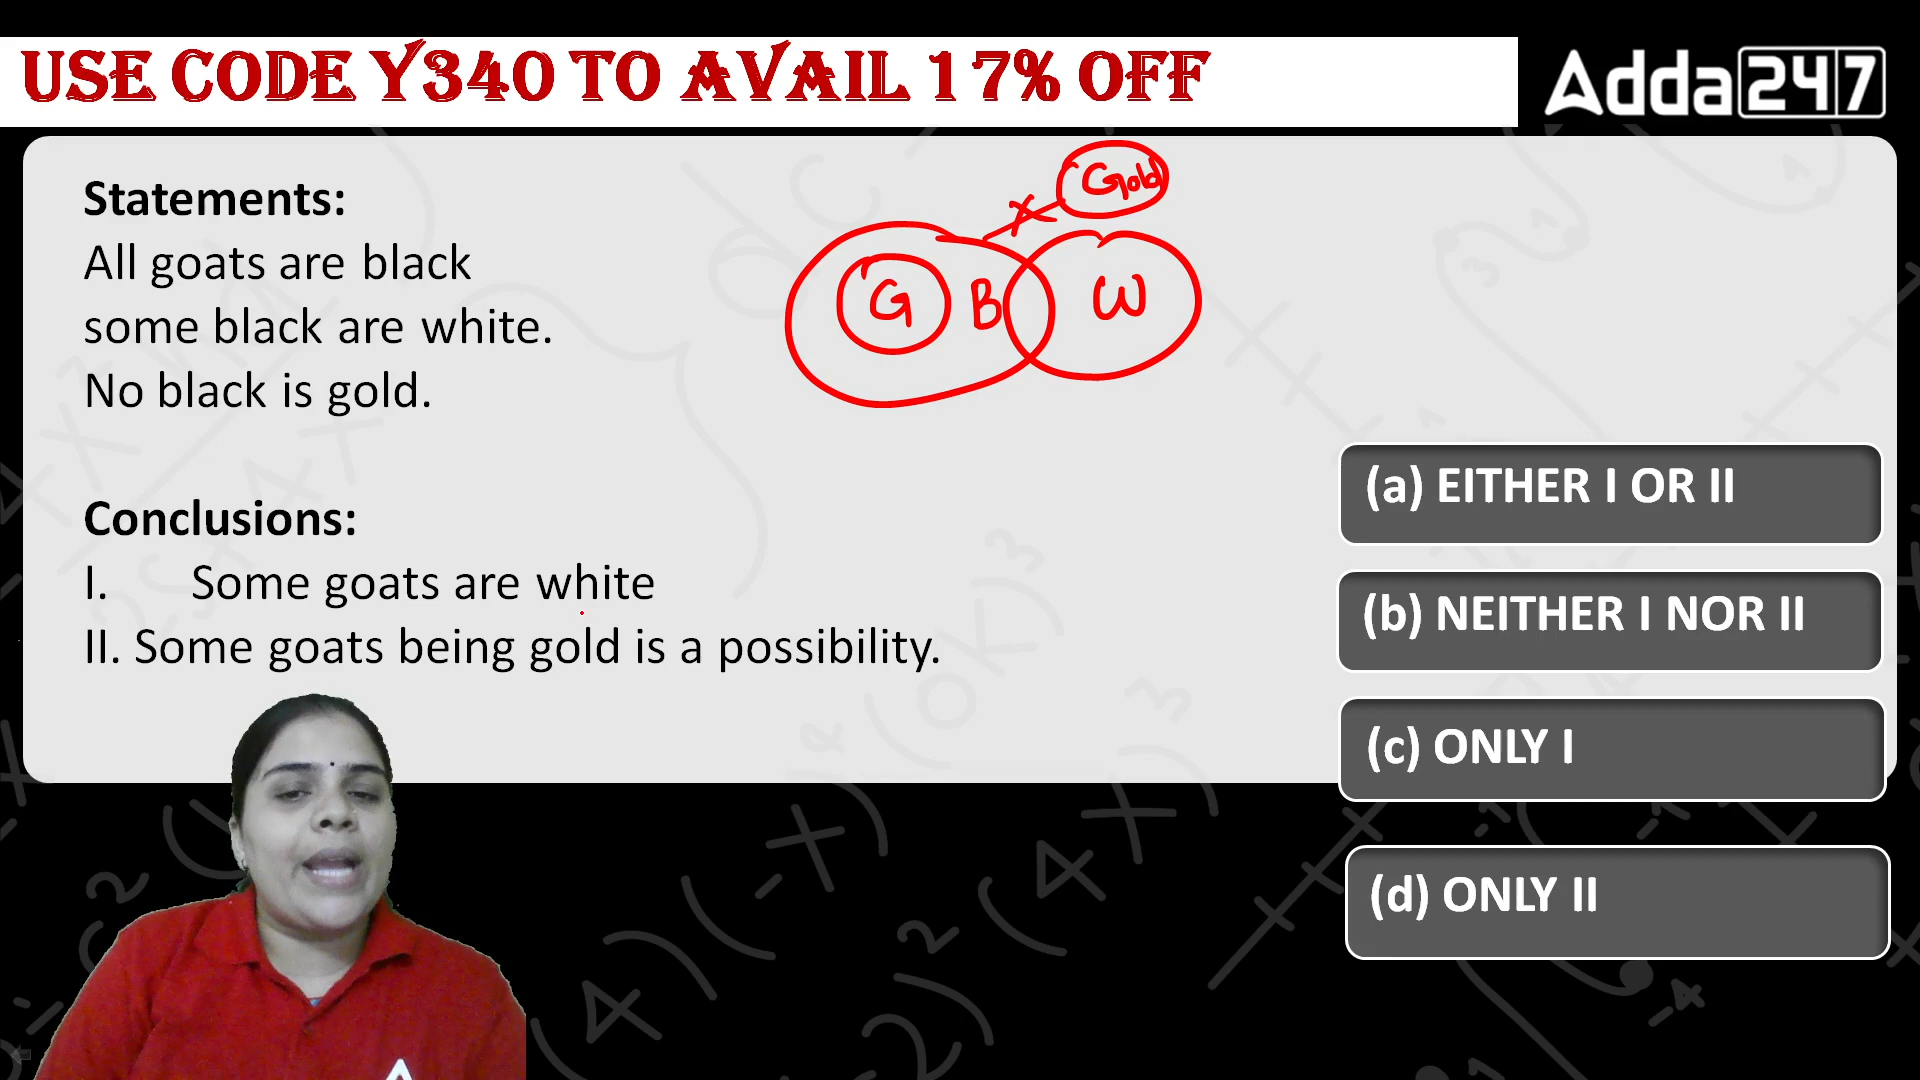 USE CODE Y340 TO AVAIL 17% OFF
Adda247
Statements:
All goats are black
some black are white.
No black is gold.
Gold
G
B
W
Conclusions:
I. Some goats are white
II. Some goats being gold is a possibility.
(a) EITHER I OR II
(b) NEITHER I NOR II
(c) ONLY I
(d) ONLY II